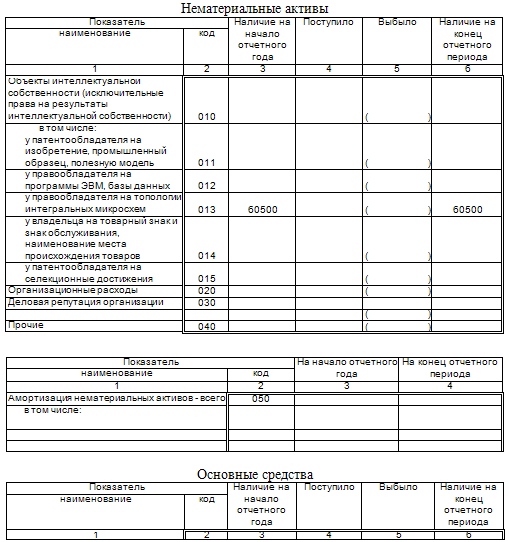 Нематериальные активы
Показатель Наличие на Поступило Выбыло Наличие на
наименование код начало конец
отчетного отчетного
года периода
1 2 3 4 5 6
Объекты интеллектуальной
собственности (исключительные
права на результаты
интеллектуальной собственности) 010 ( )
в том числе:
у патентообладателя на
изобретение, промышленный
образец, полезную модель 011 ( )
у правообладателя на
программы ЭВМ, базы данных 012 ( )
у правообладателя на топологии
интегральных микросхем 013 60500 ( ) 60500
у владельца на товарный знак и
знак обслуживания,
наименование места
происхождения товаров 014 ( )
у патентообладателя на
селекционные достижения 015 ( )
Организационные расходы 020 ( )
Деловая репутация организации 030
( )
Прочие 040 ( )
Показатель На начало отчетного На конец отчетного
наименование код года периода
1 2 3 4
Амортизация нематериальных активов - всего 050
в том числе:
Основные средства
Показатель Наличие на Поступило Выбыло Наличие на
наименование код начало конец
отчетного отчетного
года периода
1 2 3 4 5 6